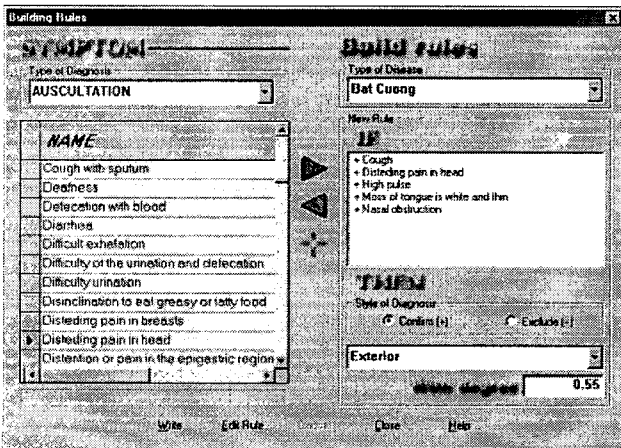 Building Rules
SYMPTOM
Type of Diagnosis
AUSCULTATION
NAME
Cough with sputum
Deafness
Defecation with blood
Diarrhea
Difficult exhalation
Difficulty of the urination and defecation
Difficulty urination
Disinclination to eat greasy or fatty food
Disteding pain in breasts
Disteding pain in head
Distention or pain in the epigastric region
Build rules
Type of Disease
Bat Cuong
New Rule
IF
+ Cough
+ Disteding pain in head
+ High pulse
+ Moss of tongue is white and thin
+ Nasal obstruction
THEN
Style of Diagnosis
Confirm (+) Exclude (-)
Exterior
degree 0.55
Write Edit Rule Close Help